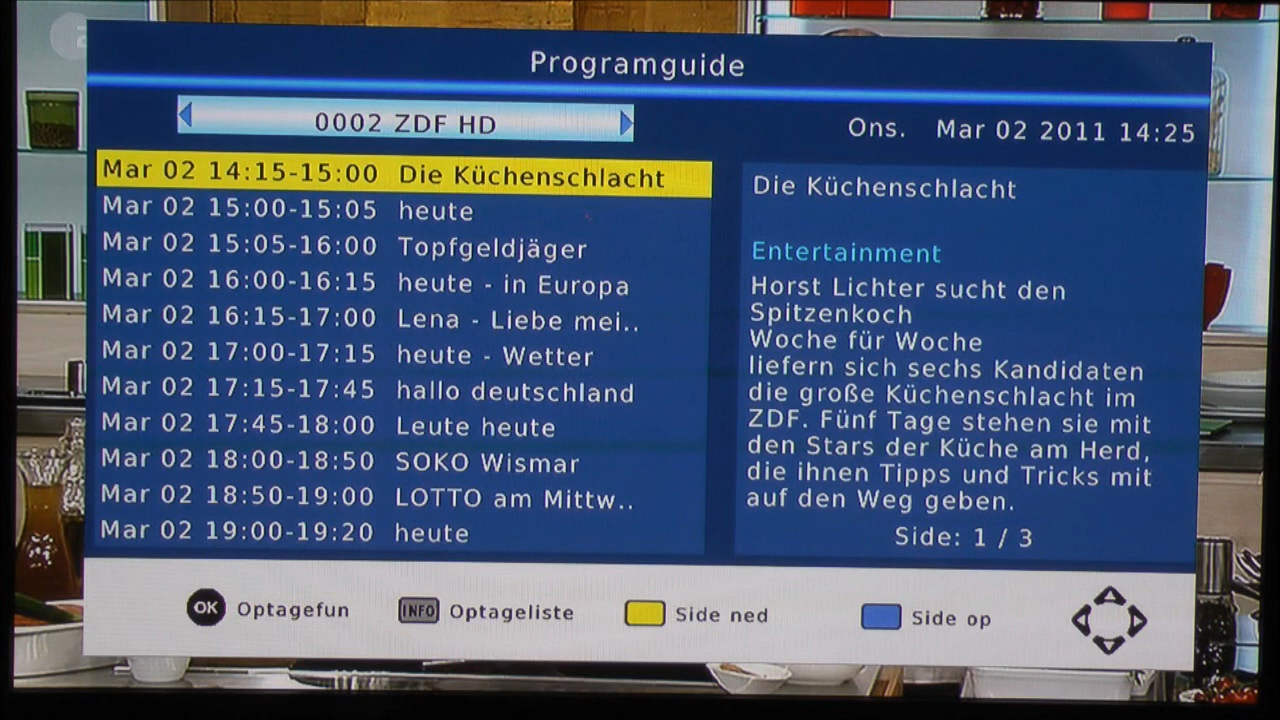 Programguide
0002 ZDF HD
Ons. Mar 02 2011 14:25
Mar 02 14:15-15:00 Die Küchenschlacht
Mar 02 15:00-15:05 heute
Mar 02 15:05-16:00 Topfgeldjäger
Mar 02 16:00-16:15 heute - in Europa
Mar 02 16:15-17:00 Lena - Liebe mei..
Mar 02 17:00-17:15 heute - Wetter
Mar 02 17:15-17:45 hallo deutschland
Mar 02 17:45-18:00 Leute heute
Mar 02 18:00-18:50 SOKO Wismar
Mar 02 18:50-19:00 LOTTO am Mittw..
Mar 02 19:00-19:20 heute
Die Küchenschlacht
Entertainment
Horst Lichter sucht den
Spitzenkoch
Woche für Woche
liefern sich sechs Kandidaten
die große Küchenschlacht im
ZDF. Fünf Tage stehen sie mit
den Stars der Küche am Herd,
die ihnen Tipps und Tricks mit
auf den Weg geben.
Side: 1 / 3
OK Optagefun
INFO Optageliste
Side ned
Side op